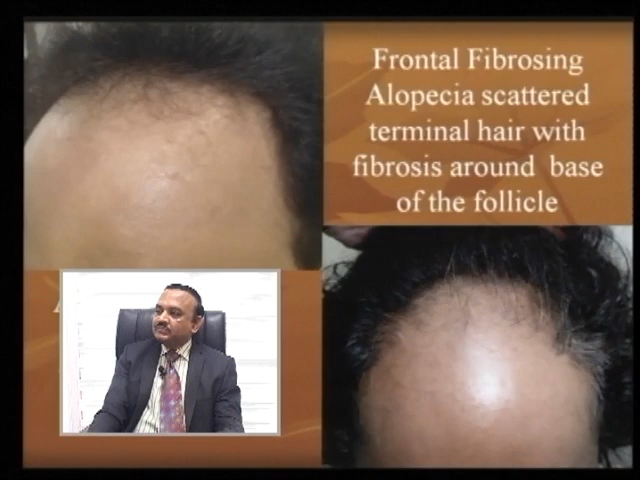 Frontal Fibrosing
Alopecia scattered
terminal hair with
fibrosis around base
of the follicle